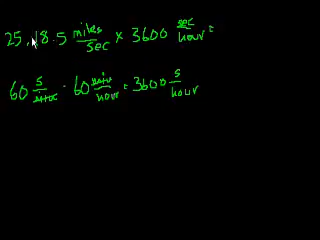 25,18.5 miles/sec × 3600 sec/hour =
60 s/min · 60 min/hour = 3600 s/hour